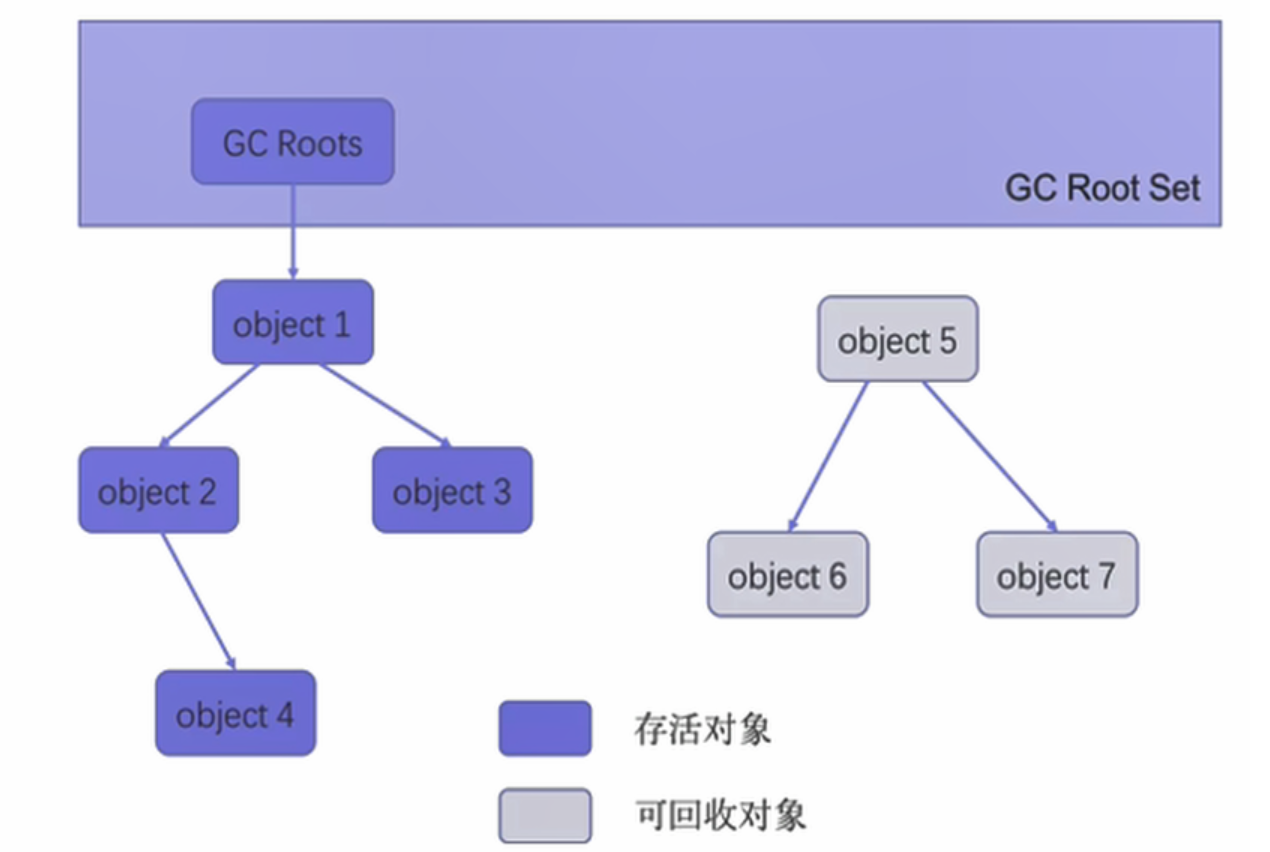 GC Roots
GC Root Set
object 1
object 5
object 2
object 3
object 6
object 7
object 4
存活对象
可回收对象